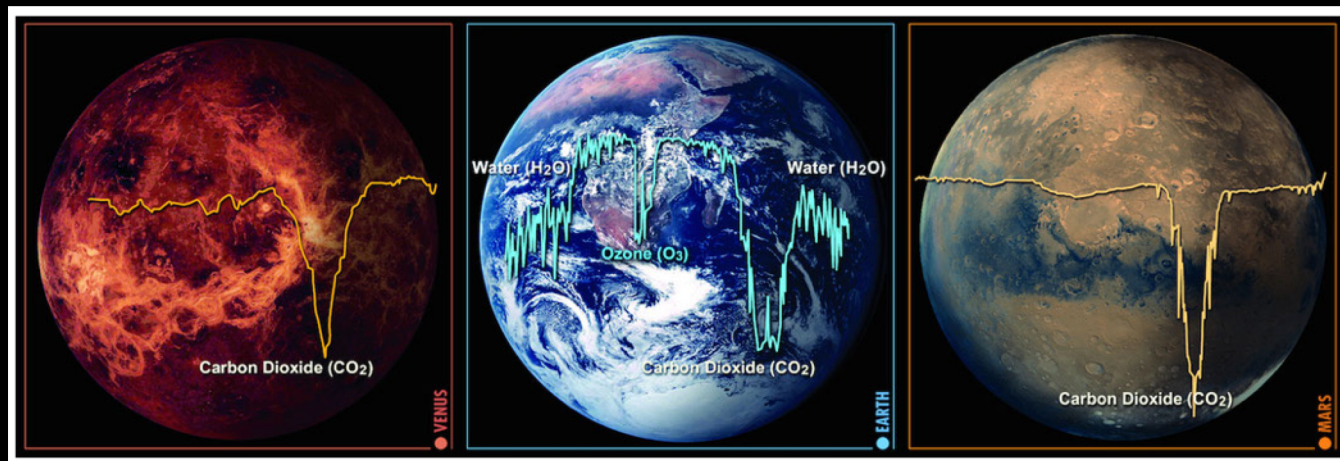 Carbon Dioxide (CO₂)
VENUS
Water (H₂O)
Water (H₂O)
Ozone (O₃)
Carbon Dioxide (CO₂)
EARTH
Carbon Dioxide (CO₂)
MARS